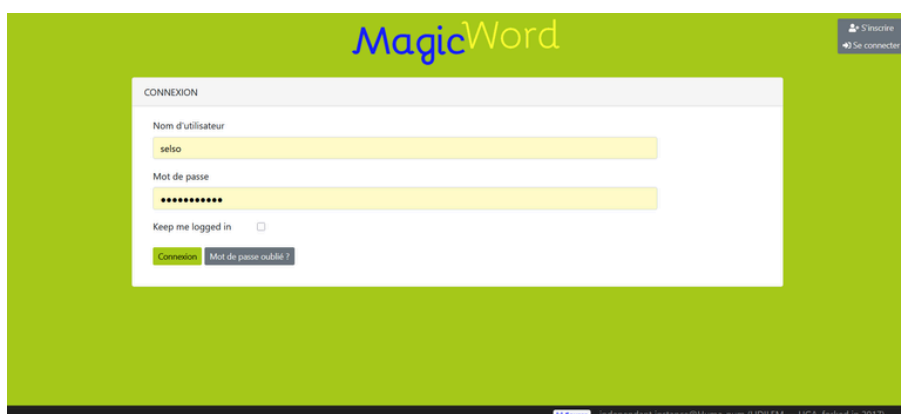 MagicWord
S'inscrire
Se connecter
CONNEXION
Nom d'utilisateur
selso
Mot de passe
•••••••••••
Keep me logged in
Connexion Mot de passe oublié ?